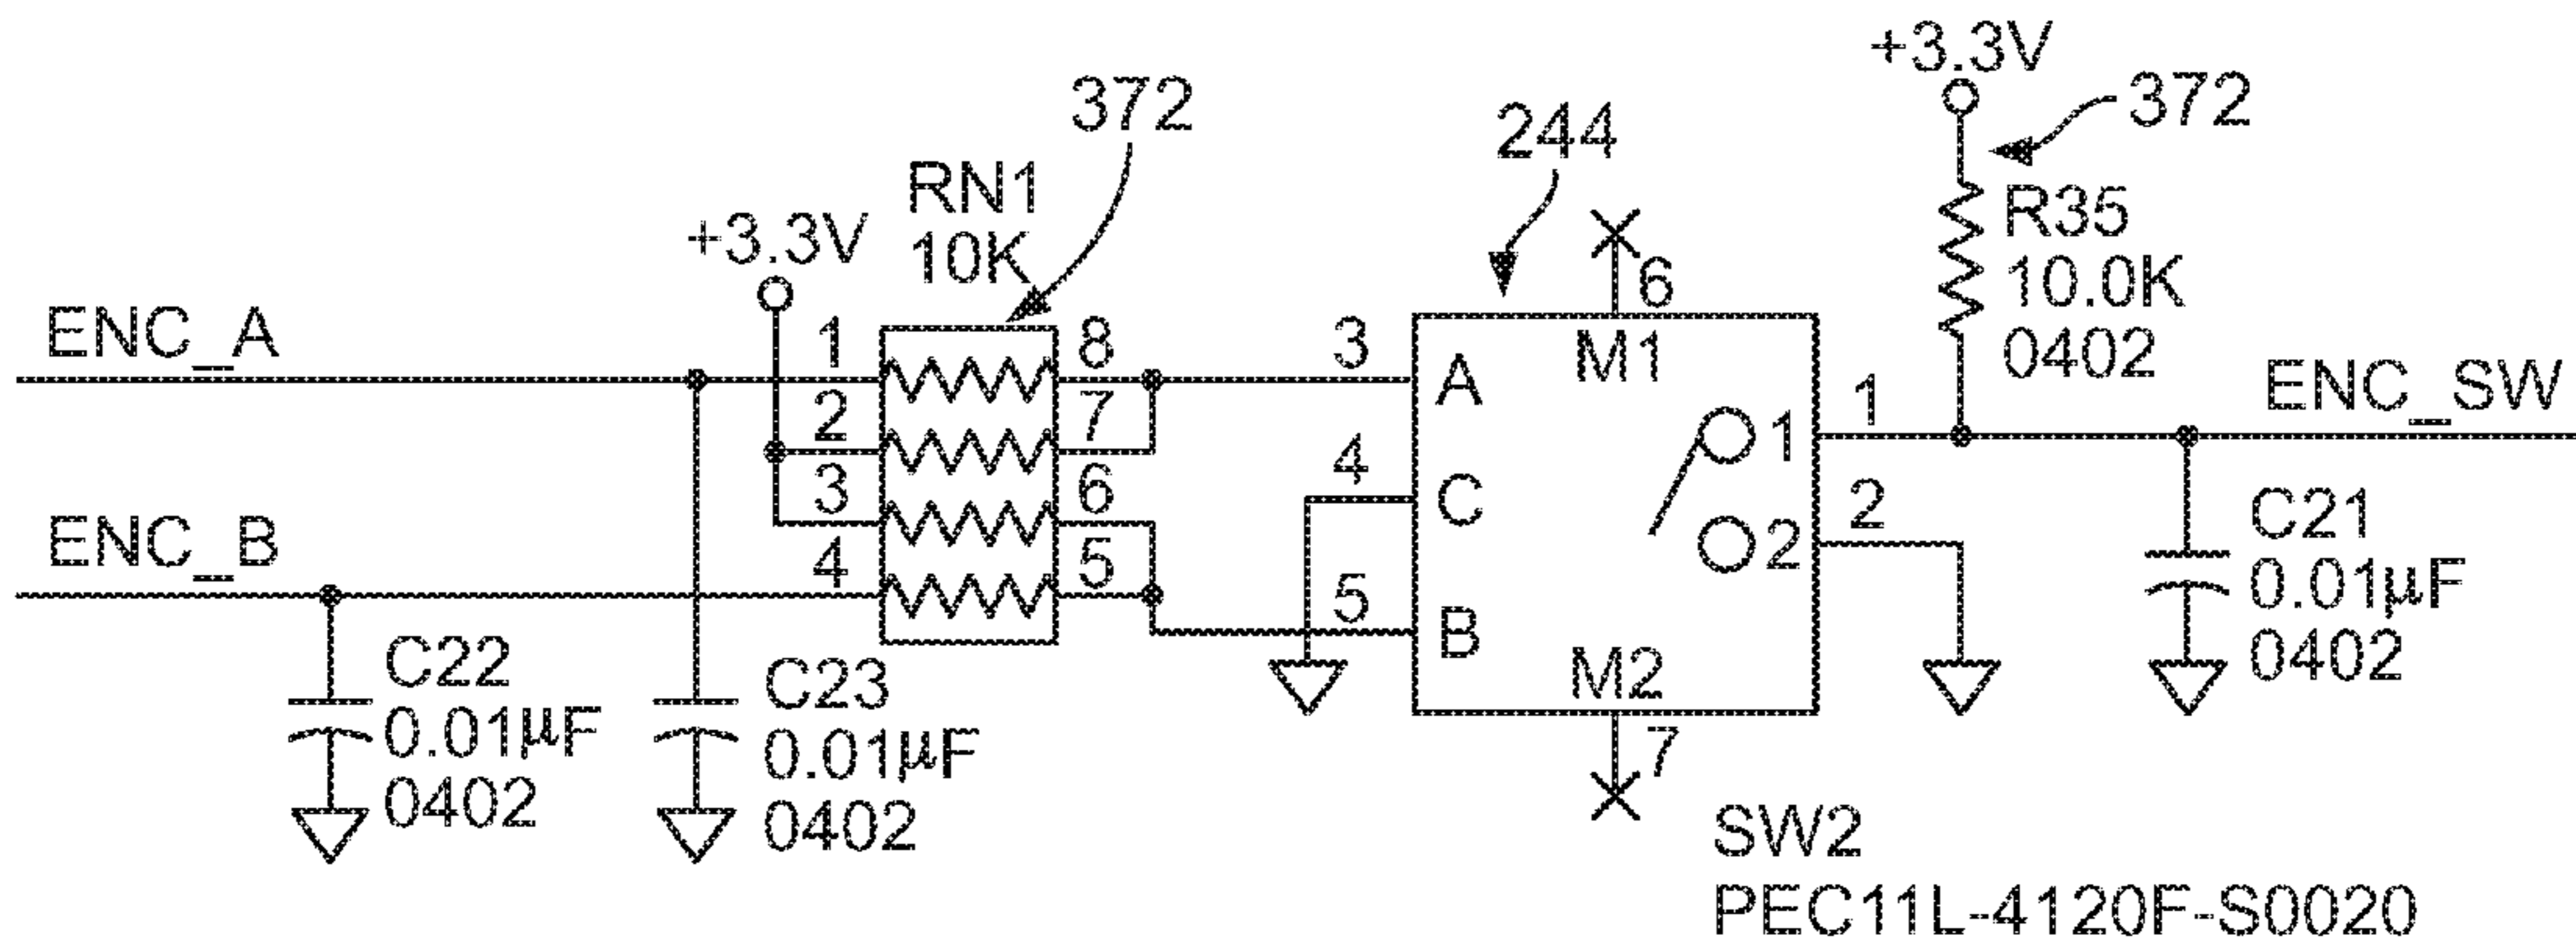 +3.3V
372
372
244
RN1
10K
+3.3V
R35
10.0K
0402
6
ENC_A
1
8
3
A
M1
1
ENC_SW
2
7
1
3
6
4
C
2
2
ENC_B
4
5
5
B
M2
C21
0.01µF
0402
C22
0.01µF
0402
C23
0.01µF
0402
7
SW2
PEC11L-4120F-S0020